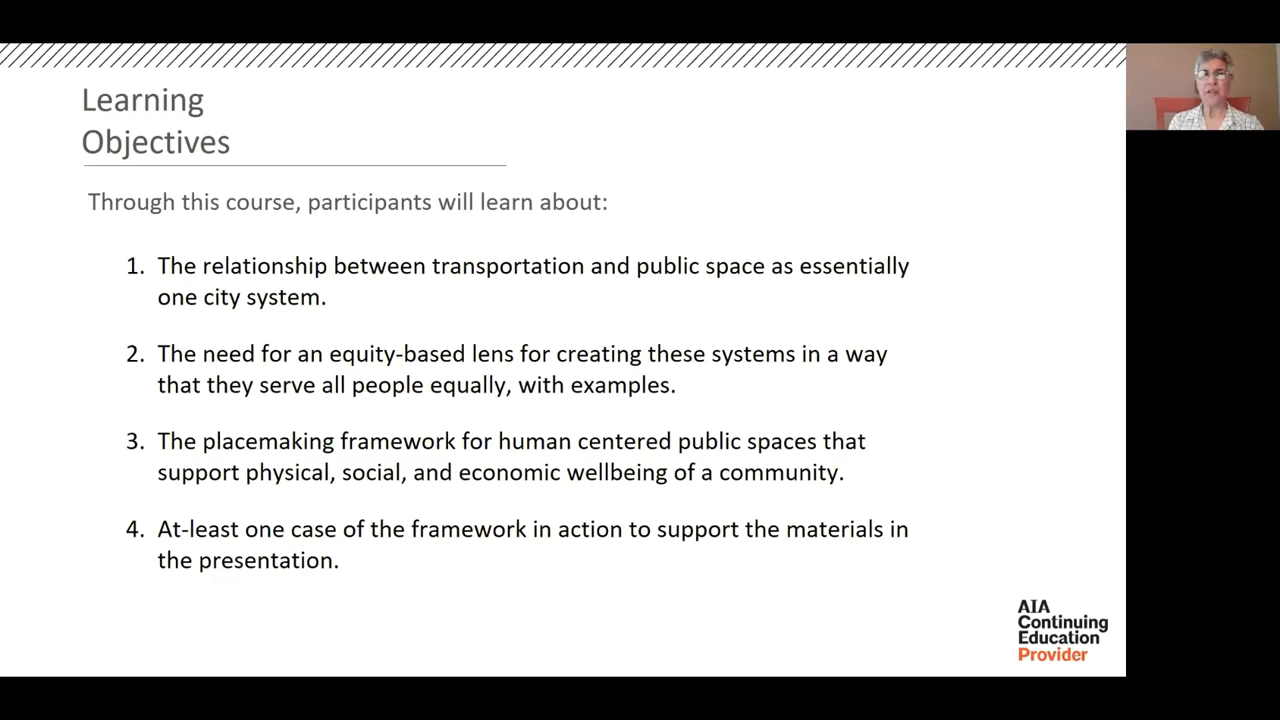 Learning
Objectives
Through this course, participants will learn about:
1. The relationship between transportation and public space as essentially
one city system.
2. The need for an equity-based lens for creating these systems in a way
that they serve all people equally, with examples.
3. The placemaking framework for human centered public spaces that
support physical, social, and economic wellbeing of a community.
4. At-least one case of the framework in action to support the materials in
the presentation.
AIA
Continuing
Education
Provider